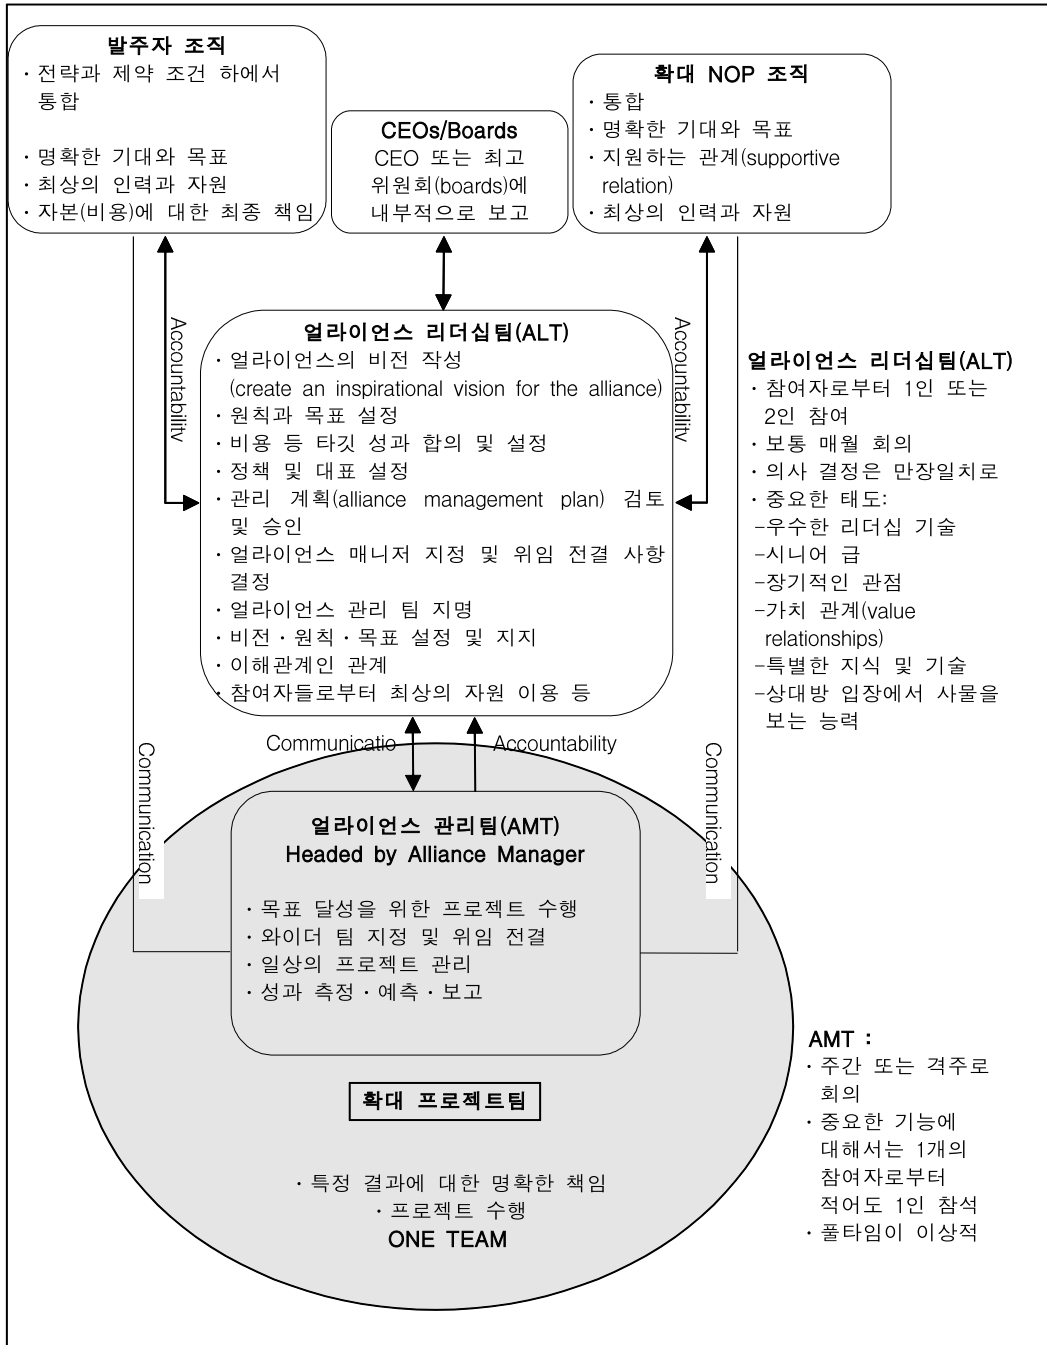 발주자 조직
· 전략과 제약 조건 하에서
통합
· 명확한 기대와 목표
· 최상의 인력과 자원
· 자본(비용)에 대한 최종 책임
CEOs/Boards
CEO 또는 최고
위원회(boards)에
내부적으로 보고
확대 NOP 조직
· 통합
· 명확한 기대와 목표
· 지원하는 관계(supportive
relation)
· 최상의 인력과 자원
Accountability
Accountability
얼라이언스 리더십팀(ALT)
· 얼라이언스의 비전 작성
(create an inspirational vision for the alliance)
· 원칙과 목표 설정
· 비용 등 타깃 성과 합의 및 설정
· 정책 및 대표 설정
· 관리 계획(alliance management plan) 검토
및 승인
· 얼라이언스 매니저 지정 및 위임 전결 사항
결정
· 얼라이언스 관리 팀 지명
· 비전·원칙·목표 설정 및 지지
· 이해관계인 관계
· 참여자들로부터 최상의 자원 이용 등
얼라이언스 리더십팀(ALT)
· 참여자로부터 1인 또는
2인 참여
· 보통 매월 회의
· 의사 결정은 만장일치로
· 중요한 태도:
-우수한 리더십 기술
-시니어 급
-장기적인 관점
-가치 관계(value
relationships)
-특별한 지식 및 기술
-상대방 입장에서 사물을
보는 능력
Communication
Communicatio
Accountability
Communication
얼라이언스 관리팀(AMT)
Headed by Alliance Manager
· 목표 달성을 위한 프로젝트 수행
· 와이더 팀 지정 및 위임 전결
· 일상의 프로젝트 관리
· 성과 측정·예측·보고
확대 프로젝트팀
· 특정 결과에 대한 명확한 책임
· 프로젝트 수행
ONE TEAM
AMT :
· 주간 또는 격주로
회의
· 중요한 기능에
대해서는 1개의
참여자로부터
적어도 1인 참석
· 풀타임이 이상적